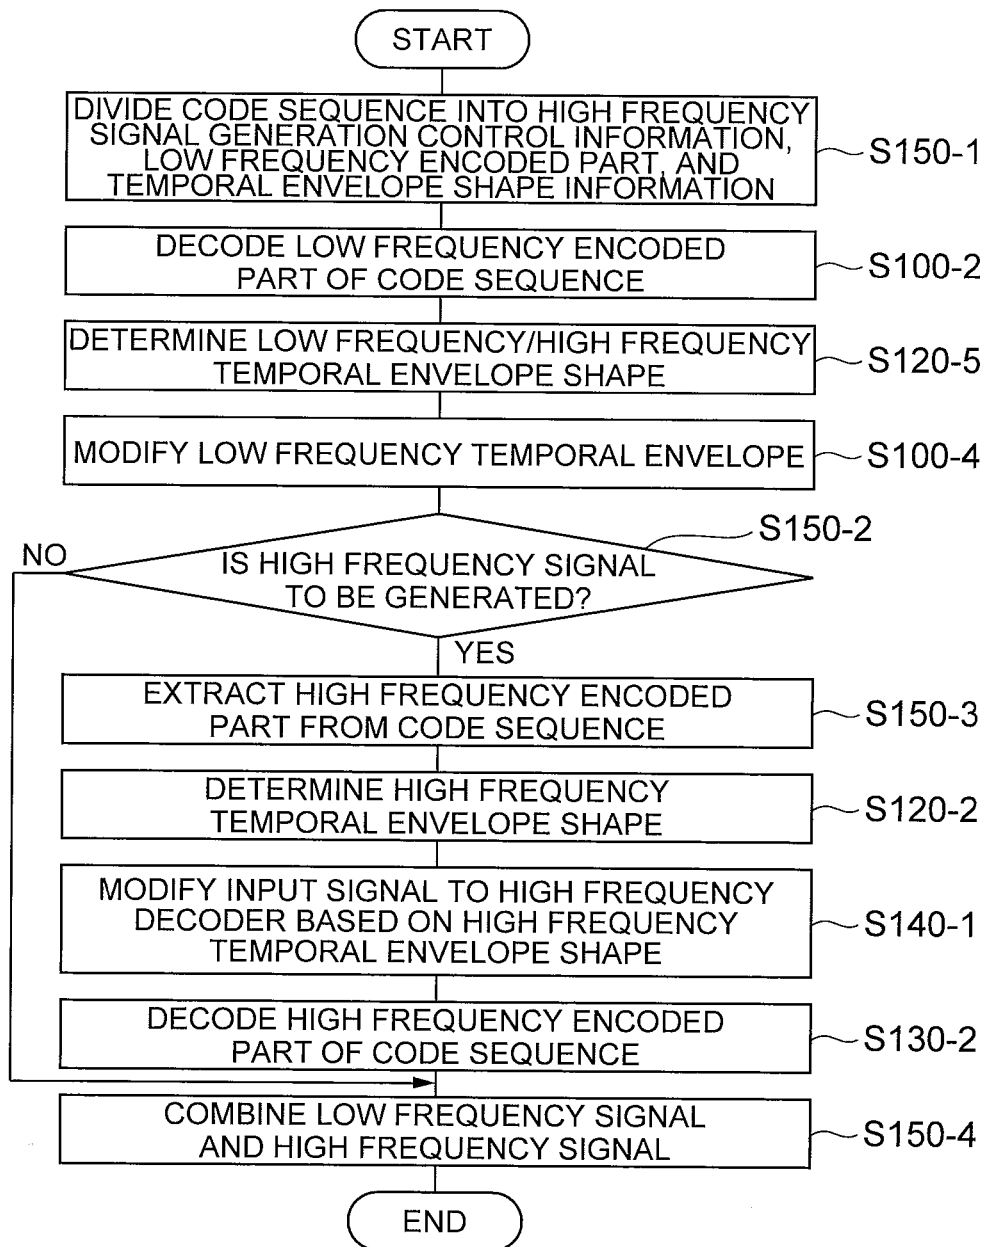 START
DIVIDE CODE SEQUENCE INTO HIGH FREQUENCY
SIGNAL GENERATION CONTROL INFORMATION,
LOW FREQUENCY ENCODED PART, AND
TEMPORAL ENVELOPE SHAPE INFORMATION
S150-1
DECODE LOW FREQUENCY ENCODED
PART OF CODE SEQUENCE
S100-2
DETERMINE LOW FREQUENCY/HIGH FREQUENCY
TEMPORAL ENVELOPE SHAPE
S120-5
MODIFY LOW FREQUENCY TEMPORAL ENVELOPE
S100-4
S150-2
NO
IS HIGH FREQUENCY SIGNAL
TO BE GENERATED?
YES
EXTRACT HIGH FREQUENCY ENCODED
PART FROM CODE SEQUENCE
S150-3
DETERMINE HIGH FREQUENCY
TEMPORAL ENVELOPE SHAPE
S120-2
MODIFY INPUT SIGNAL TO HIGH FREQUENCY
DECODER BASED ON HIGH FREQUENCY
TEMPORAL ENVELOPE SHAPE
S140-1
DECODE HIGH FREQUENCY ENCODED
PART OF CODE SEQUENCE
S130-2
COMBINE LOW FREQUENCY SIGNAL
AND HIGH FREQUENCY SIGNAL
S150-4
END